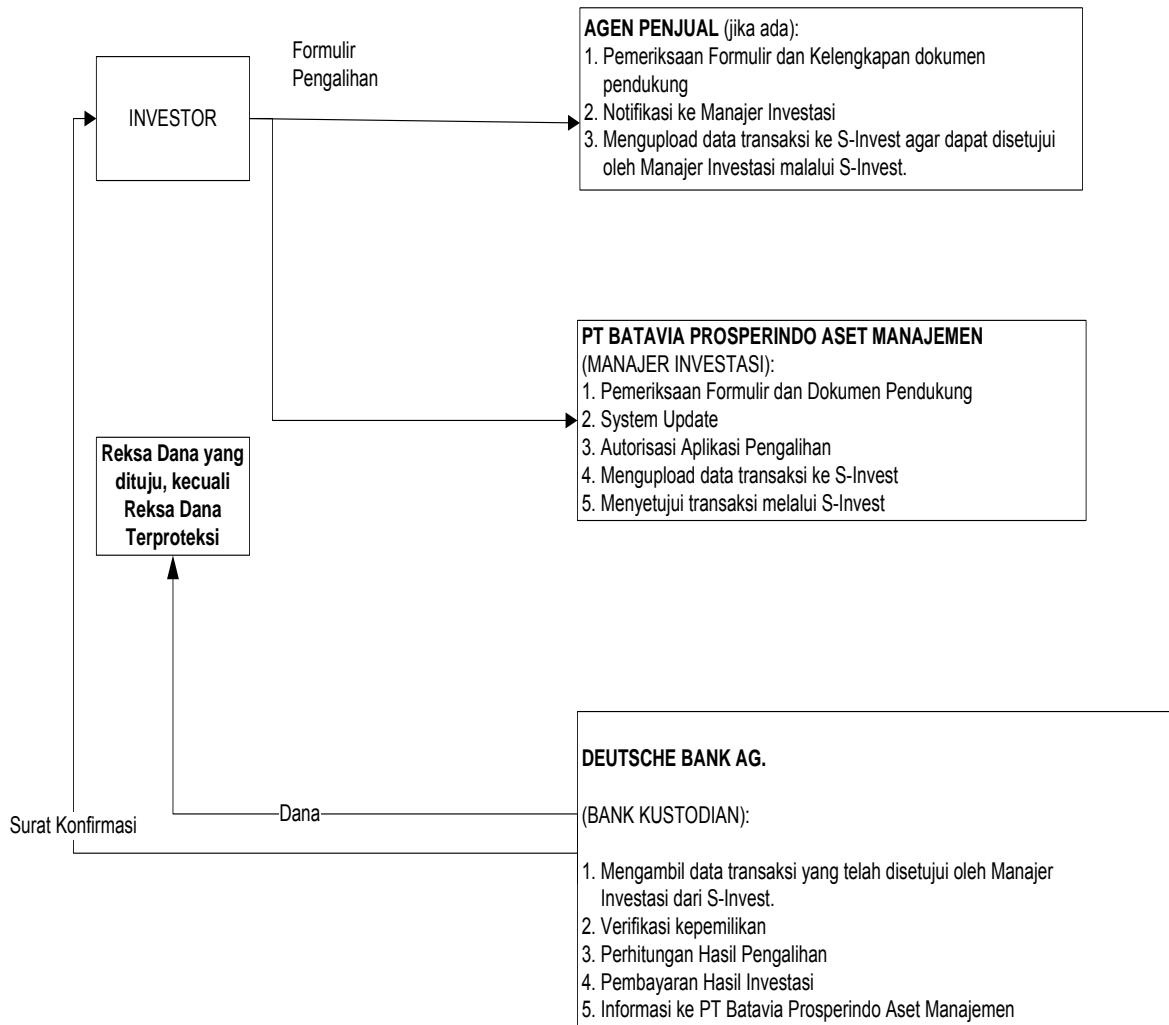 Formulir
Pengalihan
INVESTOR
AGEN PENJUAL (jika ada):
1. Pemeriksaan Formulir dan Kelengkapan dokumen
pendukung
2. Notifikasi ke Manajer Investasi
3. Mengupload data transaksi ke S-Invest agar dapat disetujui
oleh Manajer Investasi malalui S-Invest.
PT BATAVIA PROSPERINDO ASET MANAJEMEN
(MANAJER INVESTASI):
1. Pemeriksaan Formulir dan Dokumen Pendukung
2. System Update
3. Autorisasi Aplikasi Pengalihan
4. Mengupload data transaksi ke S-Invest
5. Menyetujui transaksi melalui S-Invest
Reksa Dana yang
dituju, kecuali
Reksa Dana
Terproteksi
Dana
Surat Konfirmasi
DEUTSCHE BANK AG.
(BANK KUSTODIAN):
1. Mengambil data transaksi yang telah disetujui oleh Manajer
Investasi dari S-Invest.
2. Verifikasi kepemilikan
3. Perhitungan Hasil Pengalihan
4. Pembayaran Hasil Investasi
5. Informasi ke PT Batavia Prosperindo Aset Manajemen